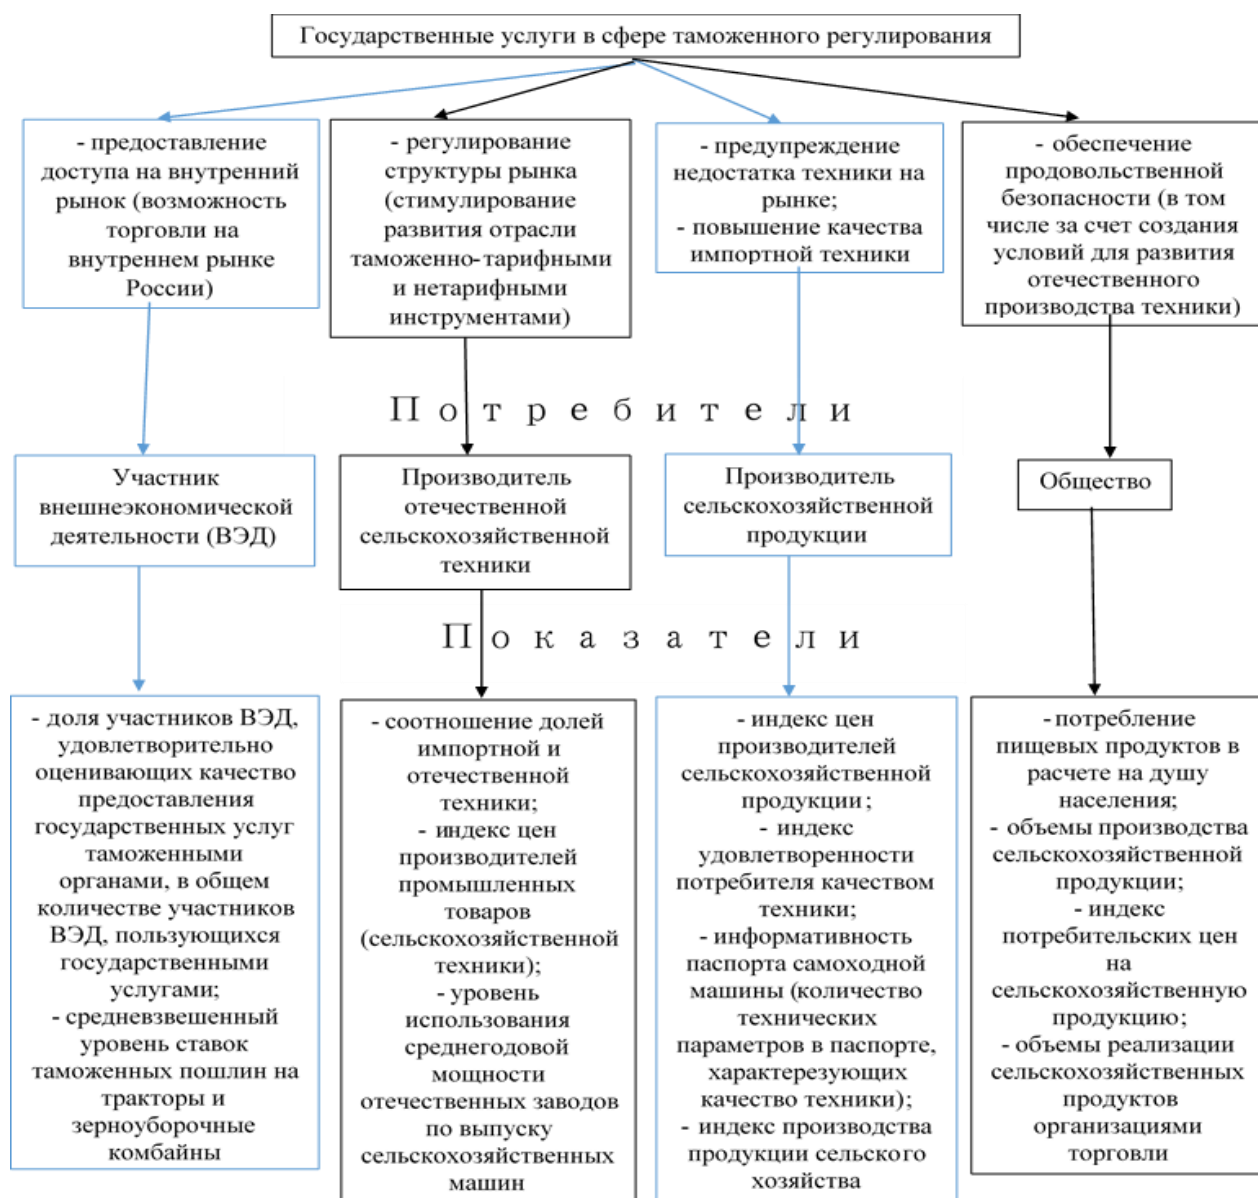 Государственные услуги в сфере таможенного регулирования
- предоставление
доступа на внутренний
рынок (возможность
торговли на
внутреннем рынке
России)
- регулирование
структуры рынка
(стимулирование
развития отрасли
таможенно-тарифными
и нетарифными
инструментами)
- предупреждение
недостатка техники на
рынке;
- повышение качества
импортной техники
- обеспечение
продовольственной
безопасности (в том
числе за счет создания
условий для развития
отечественного
производства техники)
Потребители
Участник
внешнеэкономической
деятельности (ВЭД)
Производитель
отечественной
сельскохозяйственной
техники
Производитель
сельскохозяйственной
продукции
Общество
Показатели
- доля участников ВЭД,
удовлетворительно
оценивающих качество
предоставления
государственных услуг
таможенными
органами, в общем
количестве участников
ВЭД, пользующихся
государственными
услугами;
- средневзвешенный
уровень ставок
таможенных пошлин на
тракторы и
зерноуборочные
комбайны
- соотношение долей
импортной и
отечественной
техники;
- индекс цен
производителей
промышленных
товаров
(сельскохозяйственной
техники);
- уровень
использования
среднегодовой
мощности
отечественных заводов
по выпуску
сельскохозяйственных
машин
- индекс цен
производителей
сельскохозяйственной
продукции;
- индекс
удовлетворенности
потребителя качеством
техники;
- информативность
паспорта самоходной
машины (количество
технических
параметров в паспорте,
характерезующих
качество техники);
- индекс производства
продукции сельского
хозяйства
- потребление
пищевых продуктов в
расчете на душу
населения;
- объемы производства
сельскохозяйственной
продукции;
- индекс
потребительских цен
на
сельскохозяйственную
продукцию;
- объемы реализации
сельскохозяйственных
продуктов
организациями
торговли